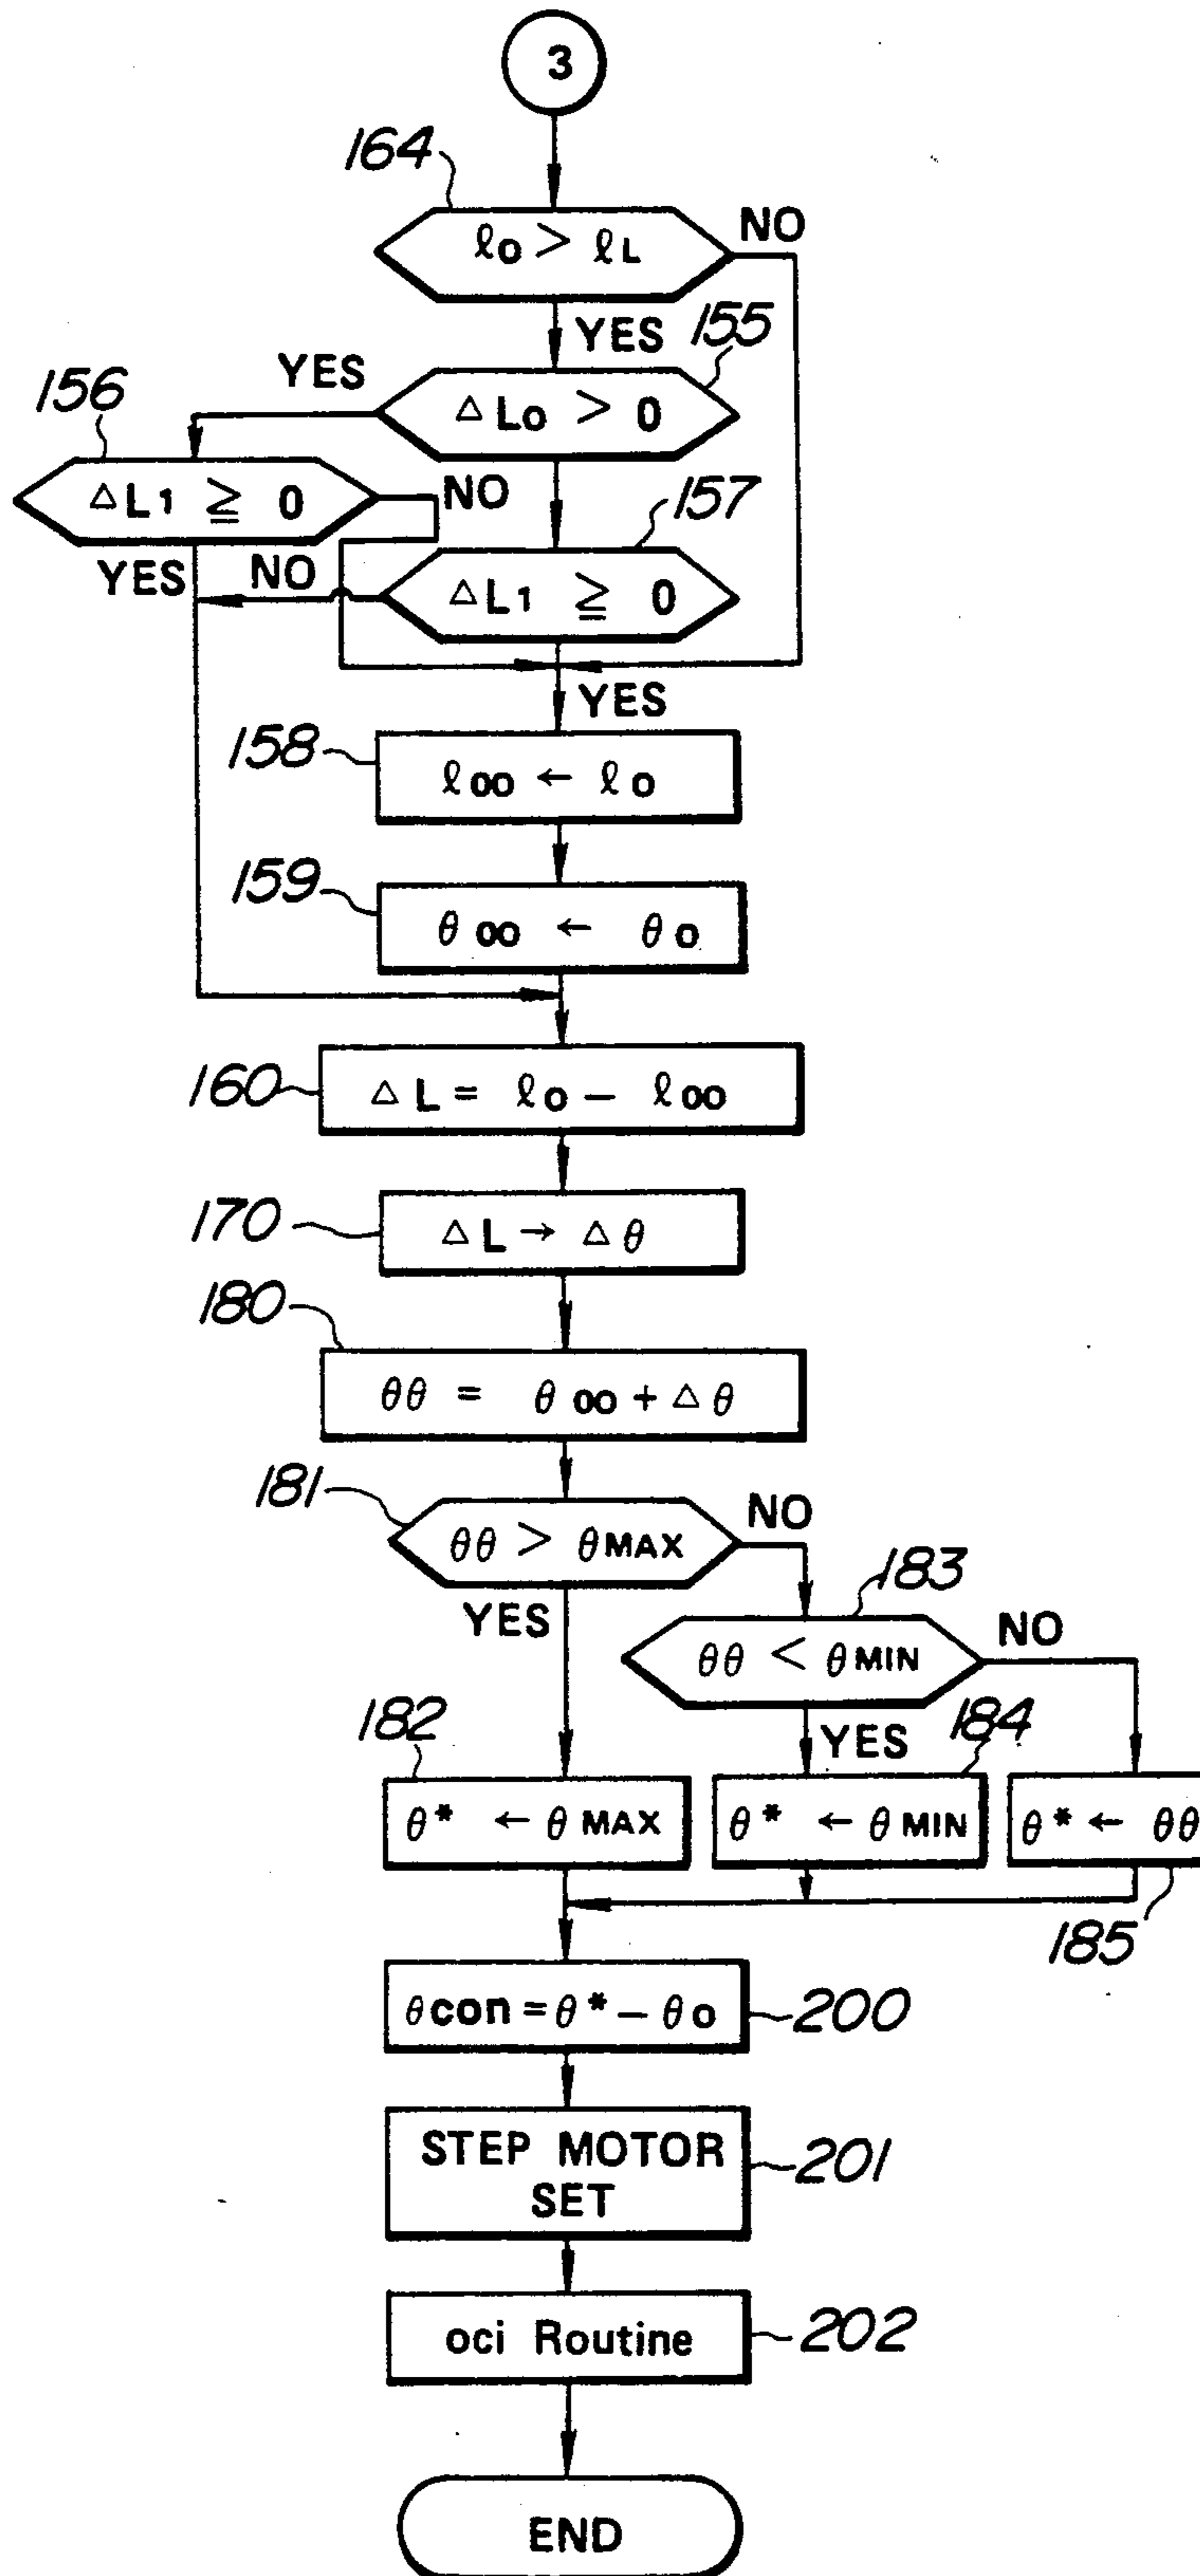 3
164
ℓo > ℓL
NO
YES
155
YES
ΔLo > 0
156
ΔL1 ≧ 0
NO
157
YES
NO
ΔL1 ≧ 0
YES
158
ℓoo ← ℓo
159
θoo ← θo
160
ΔL = ℓo − ℓoo
170
ΔL → Δθ
180
θθ = θoo + Δθ
181
θθ > θMAX
NO
YES
183
θθ < θMIN
NO
182
YES
184
θ* ← θMAX
θ* ← θMIN
θ* ← θθ
185
θcon = θ* − θo
200
STEP MOTOR
SET
201
oci Routine
202
END